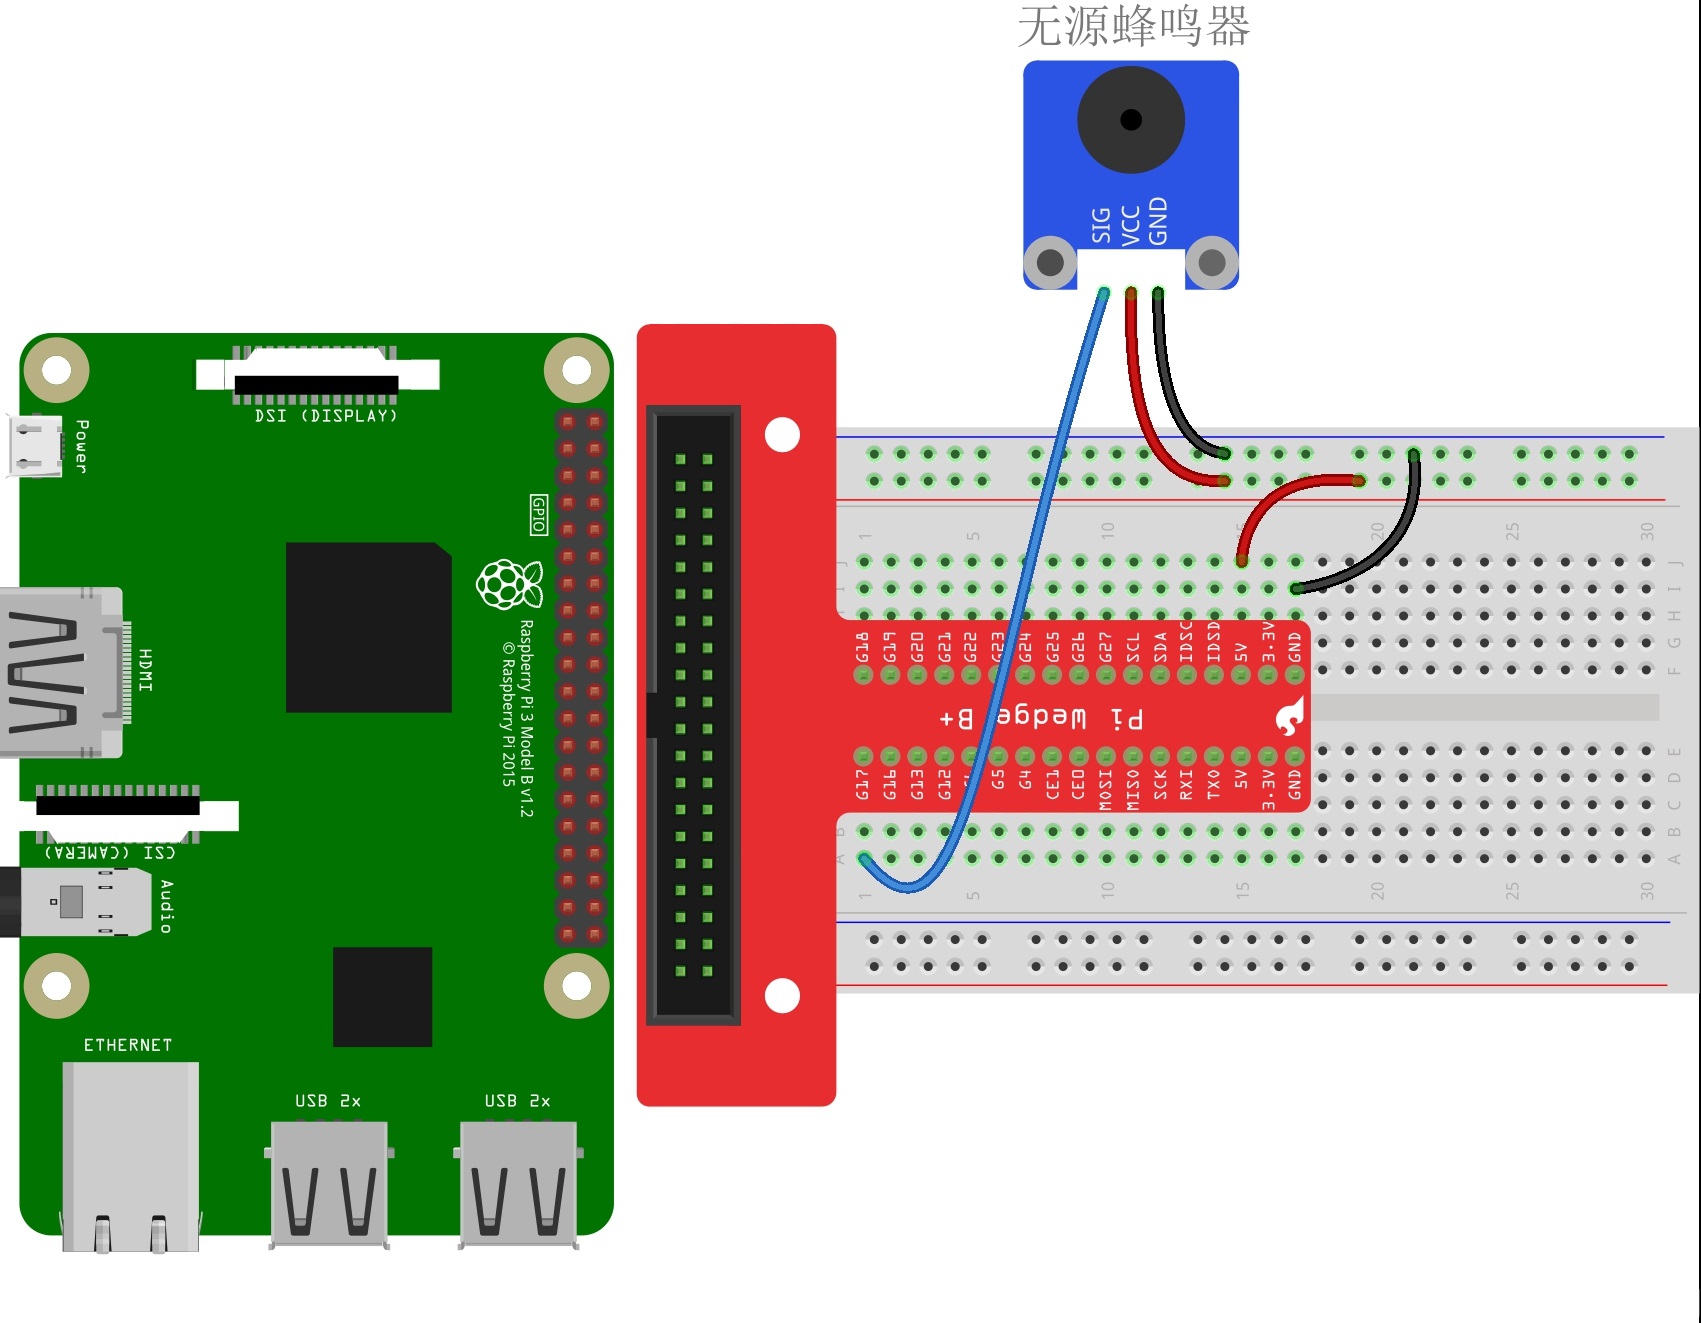 无源蜂鸣器
SIG
VCC
GND
DSI (DISPLAY)
Power
GPIO
HDMI
Raspberry Pi 3 Model B v1.2
© Raspberry Pi 2015
CSI (CAMERA)
Audio
ETHERNET
USB 2x
USB 2x
1 5 10 20 25 30
J
I
H
G
F
G18 G19 G20 G21 G22 G23 G24 G25 G26 G27 SCL SDA IDSC IDSD 5V 3.3V GND
Pi Wedge B+
G17 G16 G13 G12 G5 G4 CE1 CE0 MOSI MISO SCK RXI TXO 5V 3.3V GND
E
D
C
B
A
B
A
1 5 10 15 20 25 30